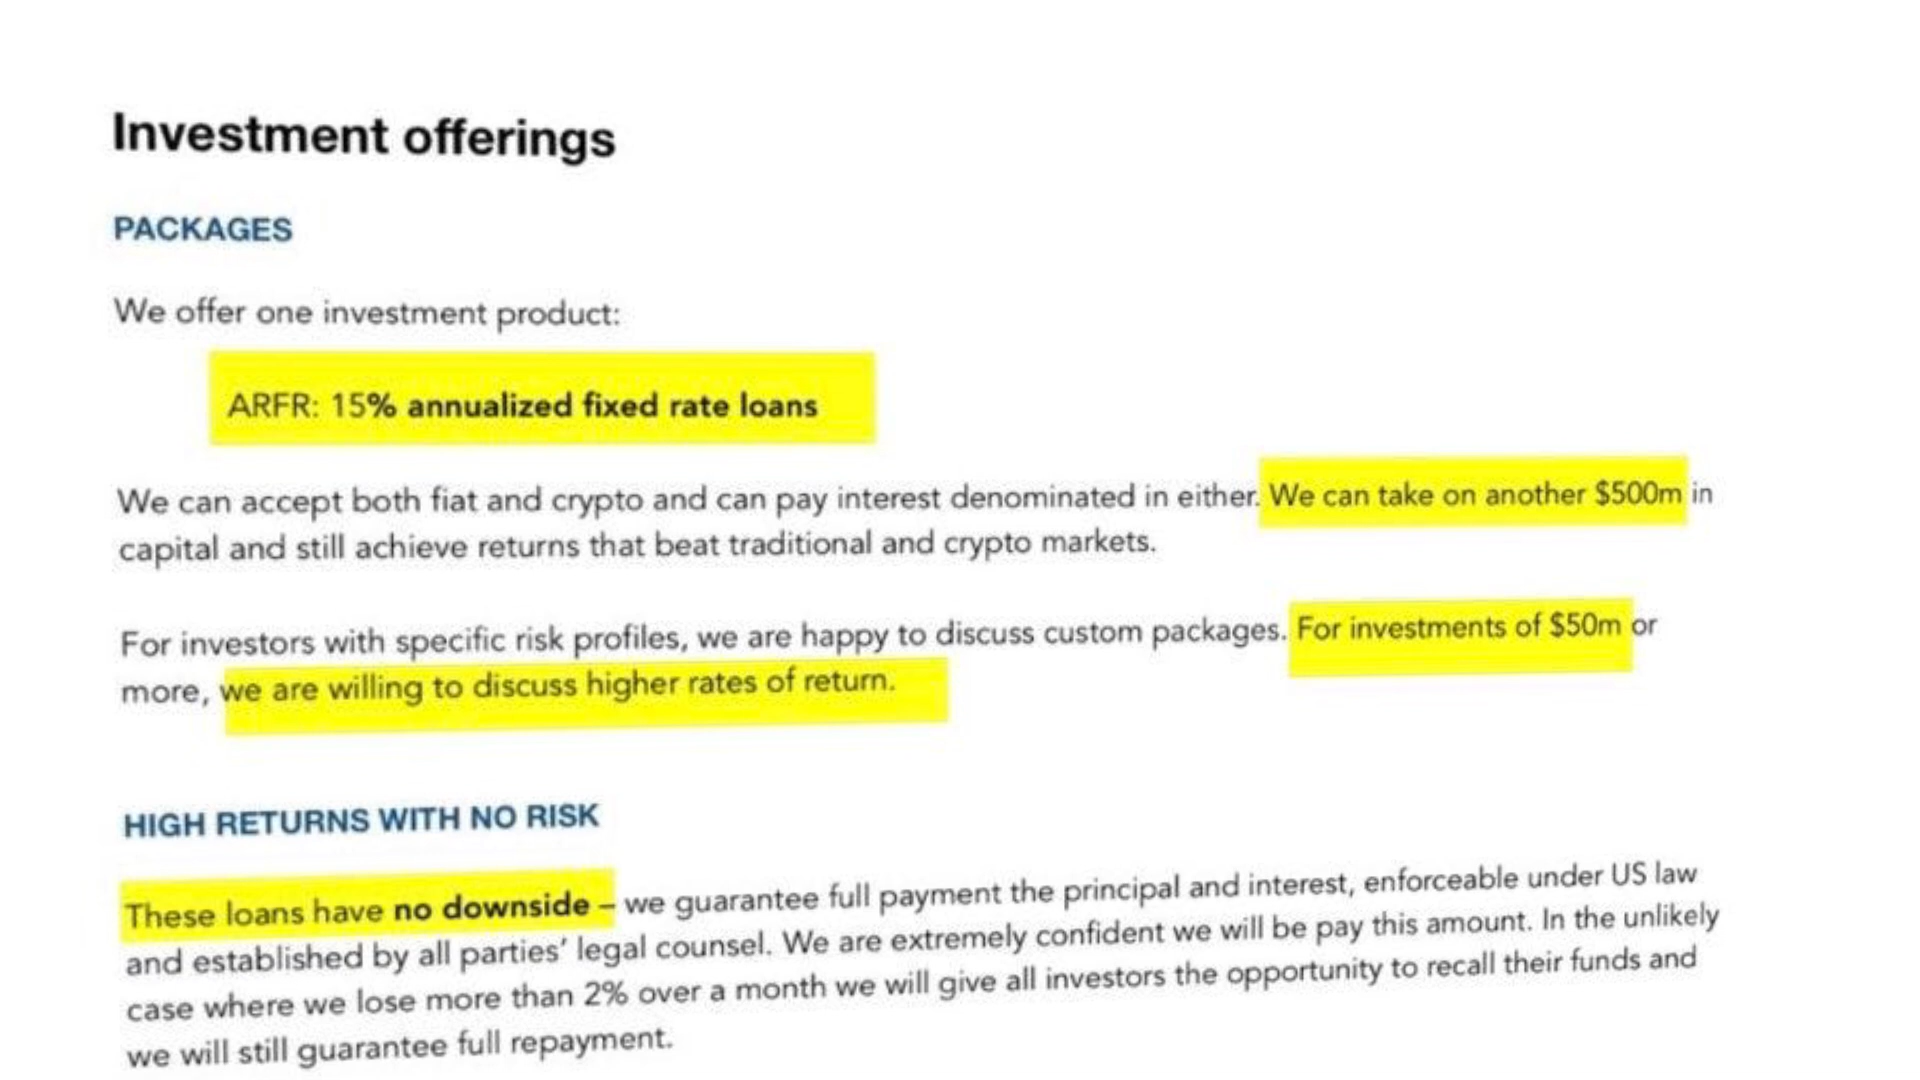 Investment offerings
PACKAGES
We offer one investment product:
ARFR: 15% annualized fixed rate loans
We can accept both fiat and crypto and can pay interest denominated in either. We can take on another $500m in
capital and still achieve returns that beat traditional and crypto markets.
For investors with specific risk profiles, we are happy to discuss custom packages. For investments of $50m or
more, we are willing to discuss higher rates of return.
HIGH RETURNS WITH NO RISK
These loans have no downside – we guarantee full payment the principal and interest, enforceable under US law
and established by all parties’ legal counsel. We are extremely confident we will be pay this amount. In the unlikely
case where we lose more than 2% over a month we will give all investors the opportunity to recall their funds and
we will still guarantee full repayment.